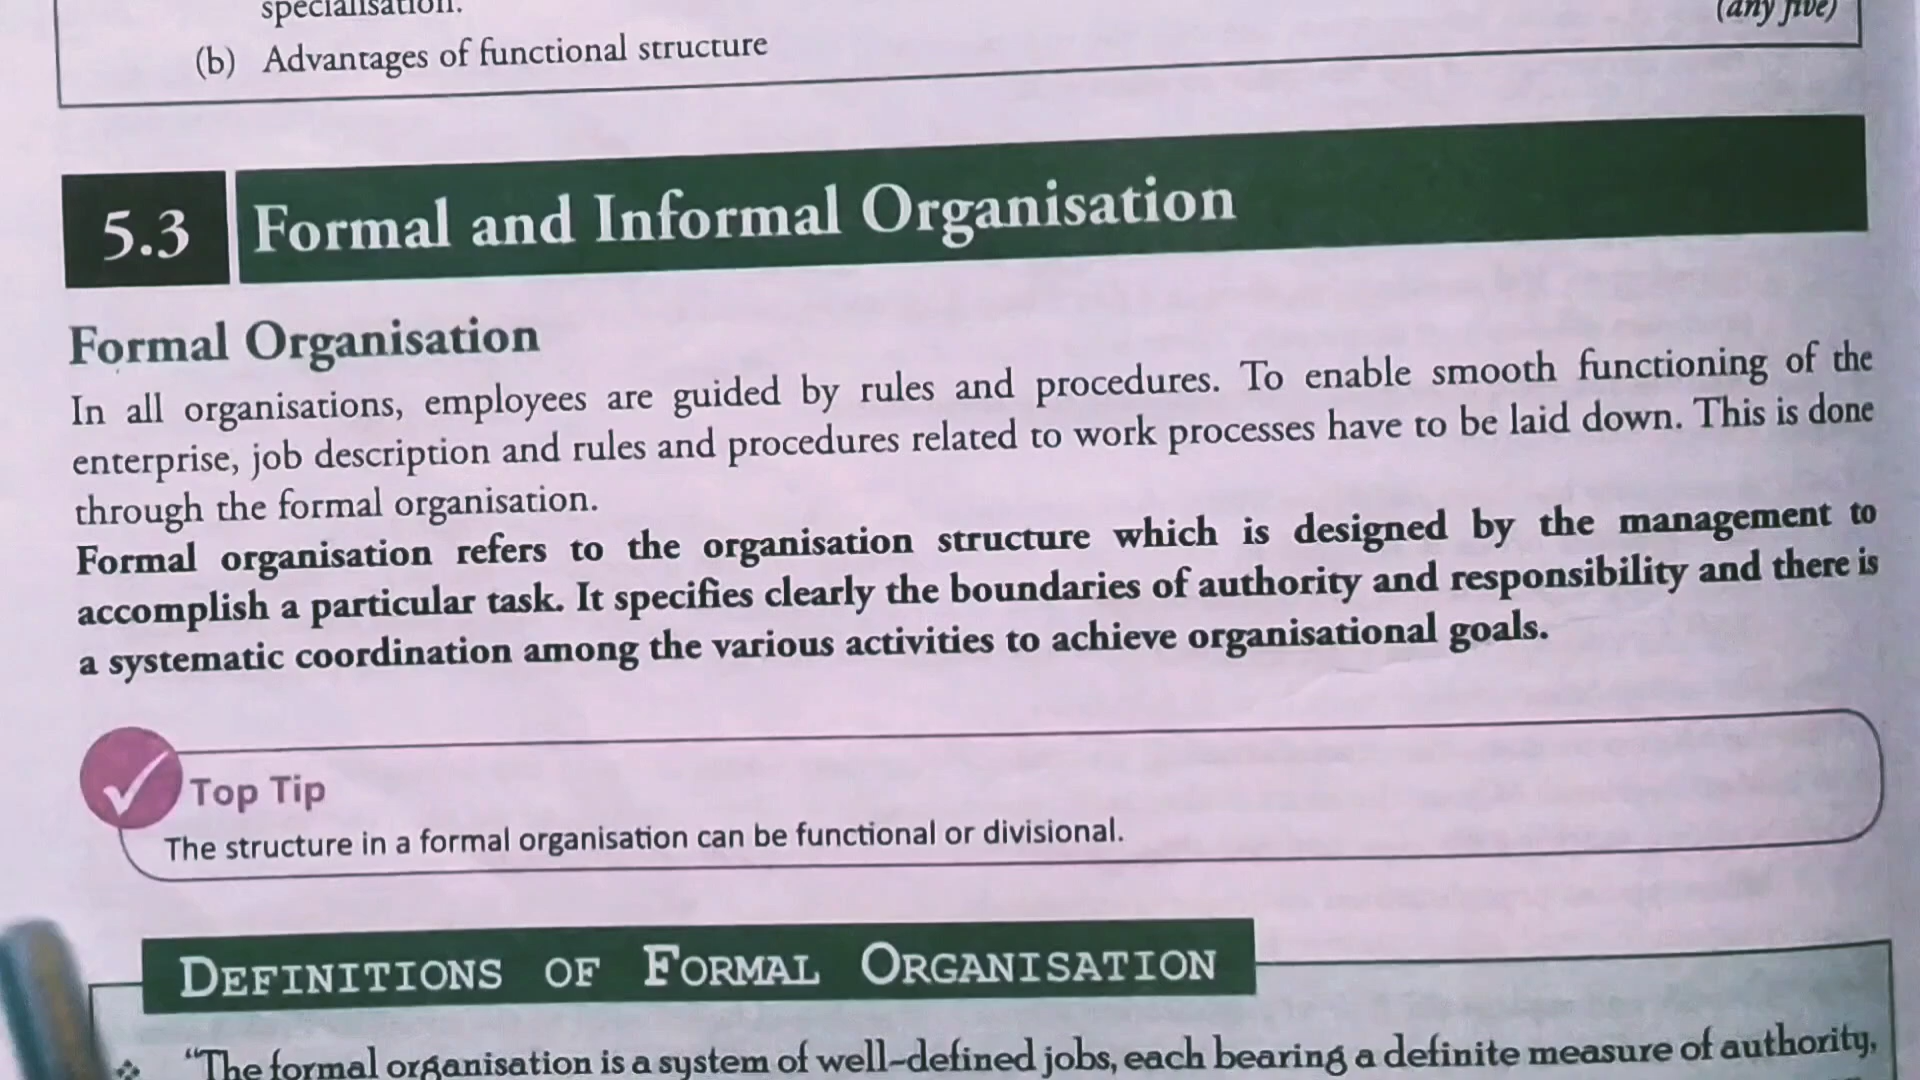 specialisation.
(any five)
(b) Advantages of functional structure
5.3 Formal and Informal Organisation
Formal Organisation
In all organisations, employees are guided by rules and procedures. To enable smooth functioning of the
enterprise, job description and rules and procedures related to work processes have to be laid down. This is done
through the formal organisation.
Formal organisation refers to the organisation structure which is designed by the management to
accomplish a particular task. It specifies clearly the boundaries of authority and responsibility and there is
a systematic coordination among the various activities to achieve organisational goals.
Top Tip
The structure in a formal organisation can be functional or divisional.
DEFINITIONS OF FORMAL ORGANISATION
❖ “The formal organisation is a system of well-defined jobs, each bearing a definite measure of authority,